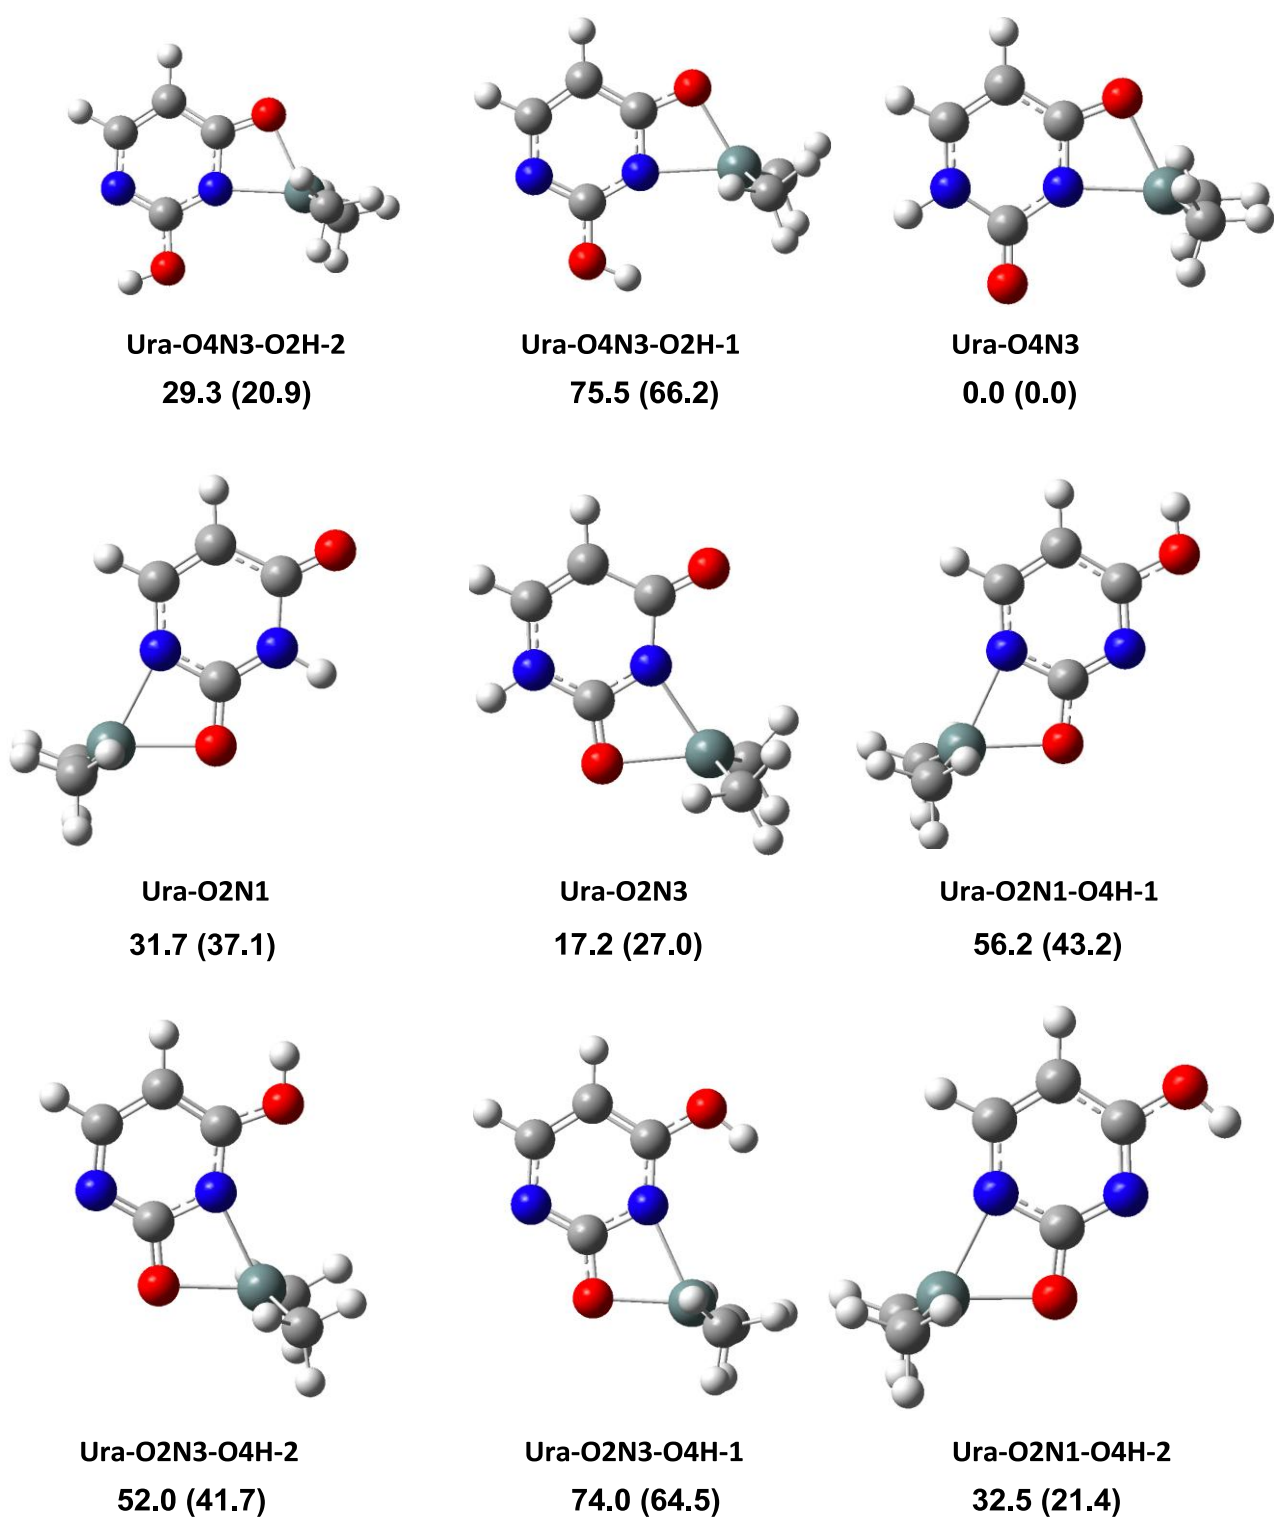 Ura-O4N3-O2H-2
29.3 (20.9)
Ura-O4N3-O2H-1
75.5 (66.2)
Ura-O4N3
0.0 (0.0)
Ura-O2N1
31.7 (37.1)
Ura-O2N3
17.2 (27.0)
Ura-O2N1-O4H-1
56.2 (43.2)
Ura-O2N3-O4H-2
52.0 (41.7)
Ura-O2N3-O4H-1
74.0 (64.5)
Ura-O2N1-O4H-2
32.5 (21.4)